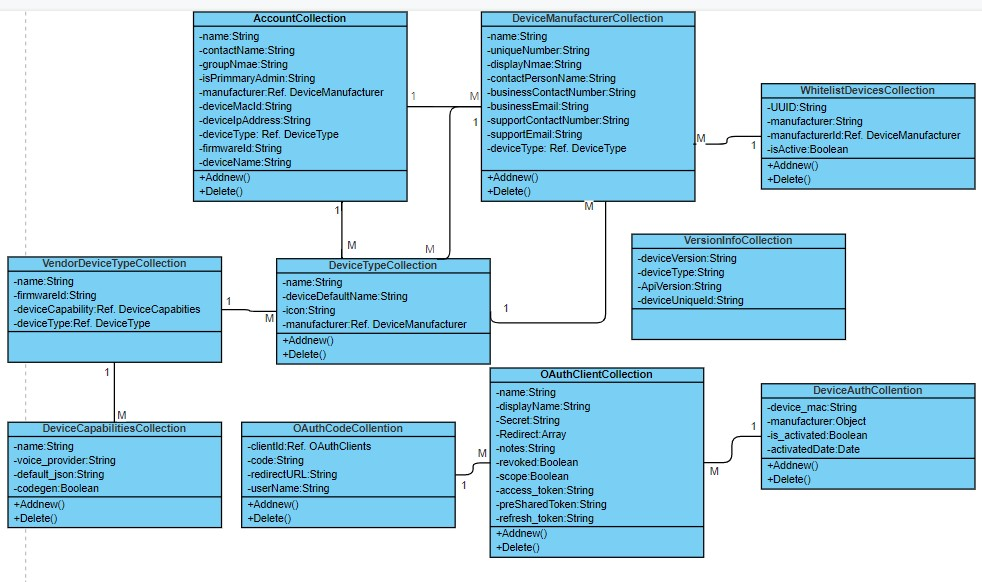 AccountCollection
-name:String
-contactName:String
-groupNmae:String
-isPrimmaryAdmin:String
-manufacturer:Ref. DeviceManufacturer
-deviceMacId:String
-deviceIpAddress:String
-deviceType: Ref. DeviceType
-firmwareId:String
-deviceName:String
+Addnew()
+Delete()
DeviceManufacturerCollection
-name:String
-uniqueNumber:String
-displayNmae:String
-contactPersonName:String
-businessContactNumber:String
-businessEmail:String
-supportContactNumber:String
-supportEmail:String
-deviceType: Ref. DeviceType
+Addnew()
+Delete()
WhitelistDevicesCollection
-UUID:String
-manufacturer:String
-manufacturerId:Ref. DeviceManufacturer
-isActive:Boolean
+Addnew()
+Delete()
1
M
1
M
1
1
M
M
M
VersionInfoCollection
-deviceVersion:String
-deviceType:String
-ApiVersion:String
-deviceUniqueId:String
VendorDeviceTypeCollection
-name:String
-firmwareId:String
-deviceCapability:Ref. DeviceCapabities
-deviceType:Ref. DeviceType
1
M
DeviceTypeCollection
-name:String
-deviceDefaultName:String
-icon:String
-manufacturer:Ref. DeviceManufacturer
+Addnew()
+Delete()
1
1
M
DeviceCapabilitiesCollection
-name:String
-voice_provider:String
-default_json:String
-codegen:Boolean
+Addnew()
+Delete()
OAuthCodeCollention
-clientId:Ref. OAuthClients
-code:String
-redirectURL:String
-userName:String
+Addnew()
+Delete()
M
1
OAuthClientCollection
-name:String
-displayName:String
-Secret:String
-Redirect:Array
-notes:String
-revoked:Boolean
-scope:Boolean
-access_token:String
-preSharedToken:String
-refresh_token:String
+Addnew()
+Delete()
1
M
DeviceAuthCollention
-device_mac:String
-manufacturer:Object
-is_activated:Boolean
-activatedDate:Date
+Addnew()
+Delete()